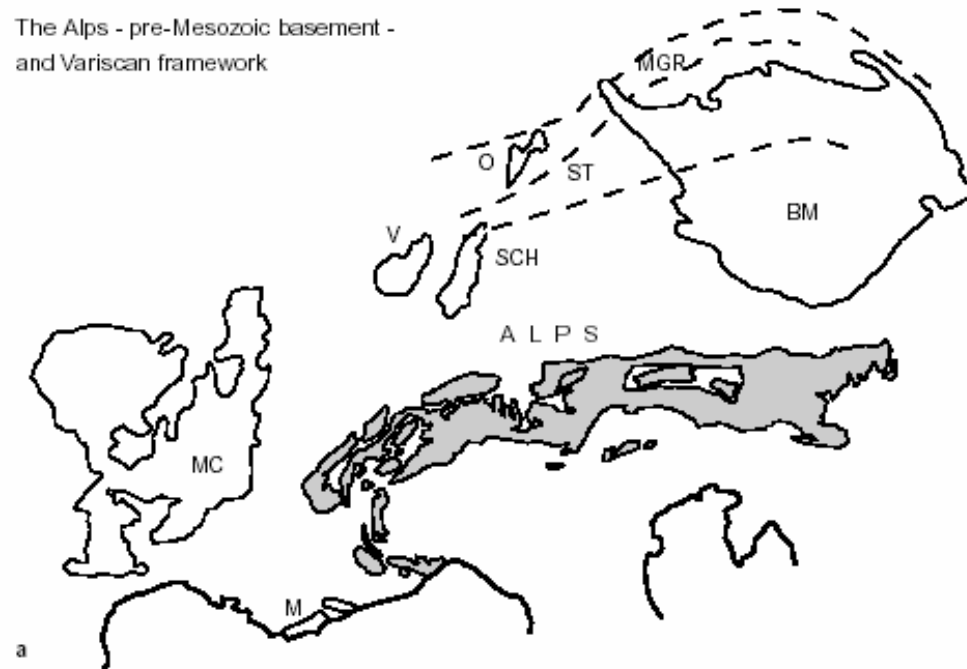 The Alps - pre-Mesozoic basement -
and Variscan framework
MGR
O
ST
BM
V
SCH
A L P S
MC
M
a